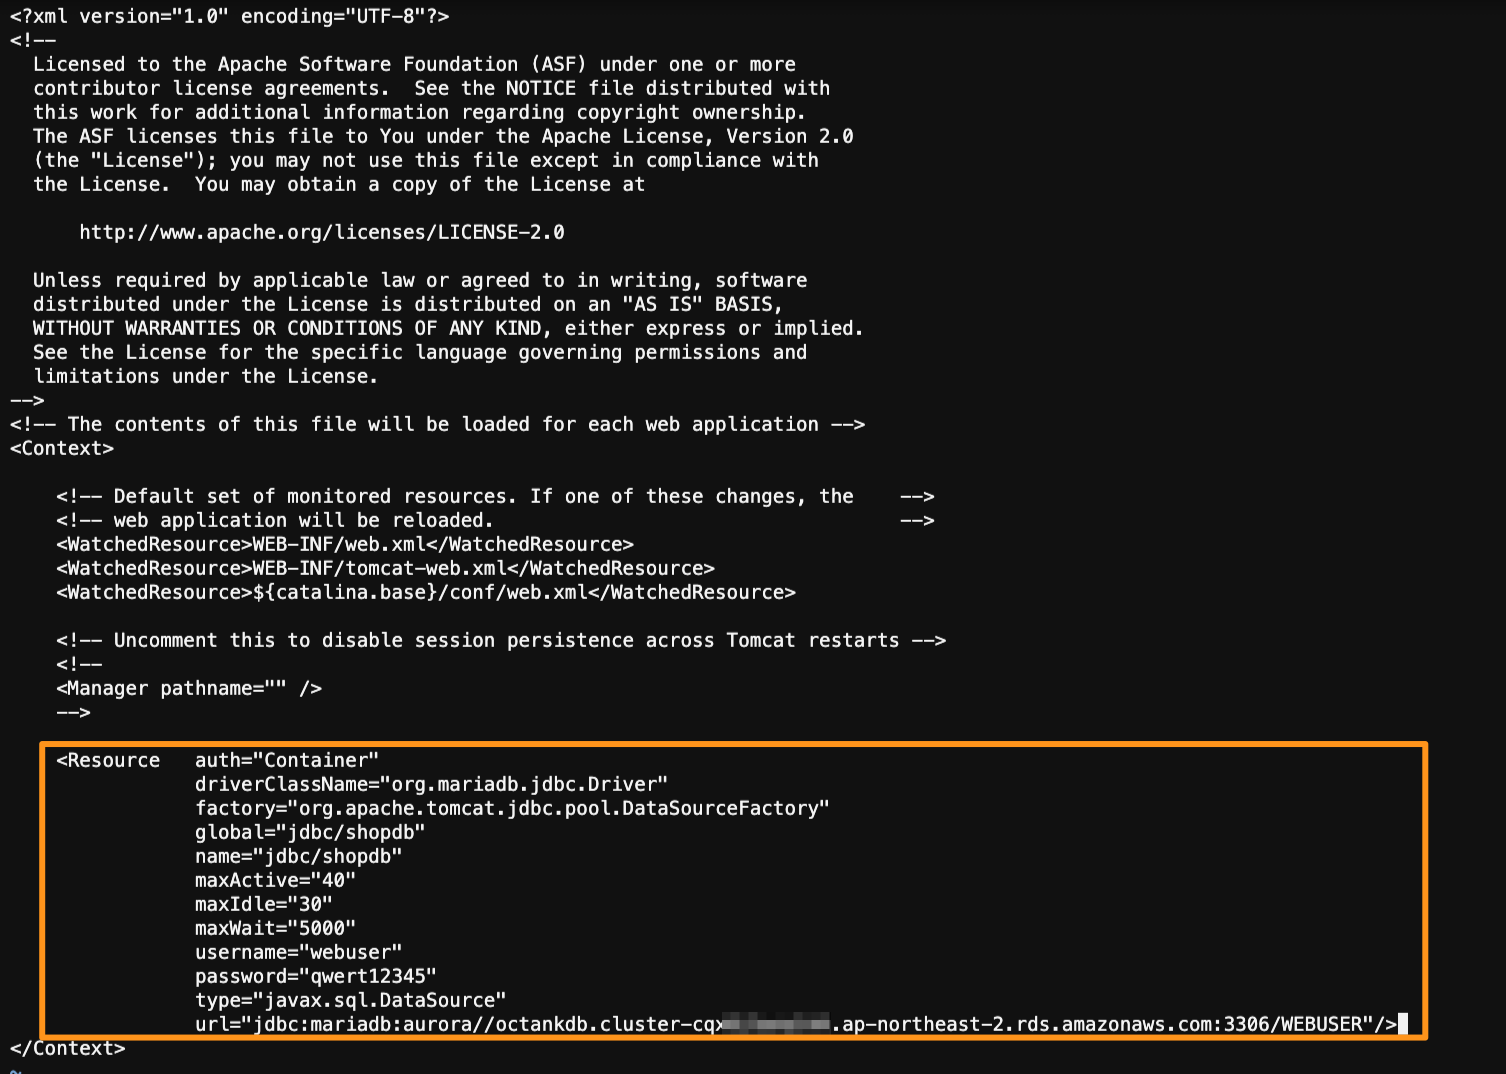 <?xml version="1.0" encoding="UTF-8"?>
<!--
  Licensed to the Apache Software Foundation (ASF) under one or more
  contributor license agreements.  See the NOTICE file distributed with
  this work for additional information regarding copyright ownership.
  The ASF licenses this file to You under the Apache License, Version 2.0
  (the "License"); you may not use this file except in compliance with
  the License.  You may obtain a copy of the License at

      http://www.apache.org/licenses/LICENSE-2.0

  Unless required by applicable law or agreed to in writing, software
  distributed under the License is distributed on an "AS IS" BASIS,
  WITHOUT WARRANTIES OR CONDITIONS OF ANY KIND, either express or implied.
  See the License for the specific language governing permissions and
  limitations under the License.
-->
<!-- The contents of this file will be loaded for each web application -->
<Context>

    <!-- Default set of monitored resources. If one of these changes, the    -->
    <!-- web application will be reloaded.                                   -->
    <WatchedResource>WEB-INF/web.xml</WatchedResource>
    <WatchedResource>WEB-INF/tomcat-web.xml</WatchedResource>
    <WatchedResource>${catalina.base}/conf/web.xml</WatchedResource>

    <!-- Uncomment this to disable session persistence across Tomcat restarts -->
    <!--
    <Manager pathname="" />
    -->

    <Resource   auth="Container"
                driverClassName="org.mariadb.jdbc.Driver"
                factory="org.apache.tomcat.jdbc.pool.DataSourceFactory"
                global="jdbc/shopdb"
                name="jdbc/shopdb"
                maxActive="40"
                maxIdle="30"
                maxWait="5000"
                username="webuser"
                password="qwert12345"
                type="javax.sql.DataSource"
                url="jdbc:mariadb:aurora//octankdb.cluster-cqx .ap-northeast-2.rds.amazonaws.com:3306/WEBUSER"/>
</Context>
~